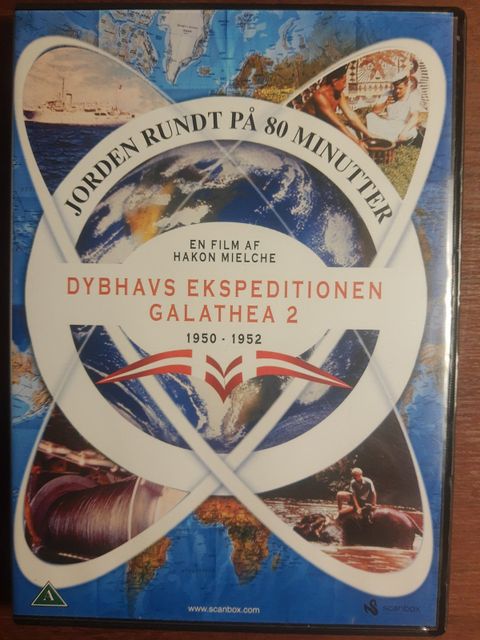 JORDEN RUNDT PÅ 80 MINUTTER
EN FILM AF
HAKON MIELCHE
DYBHAVS EKSPEDITIONEN
GALATHEA 2
1950 - 1952
A
www.scanbox.com
scanbox